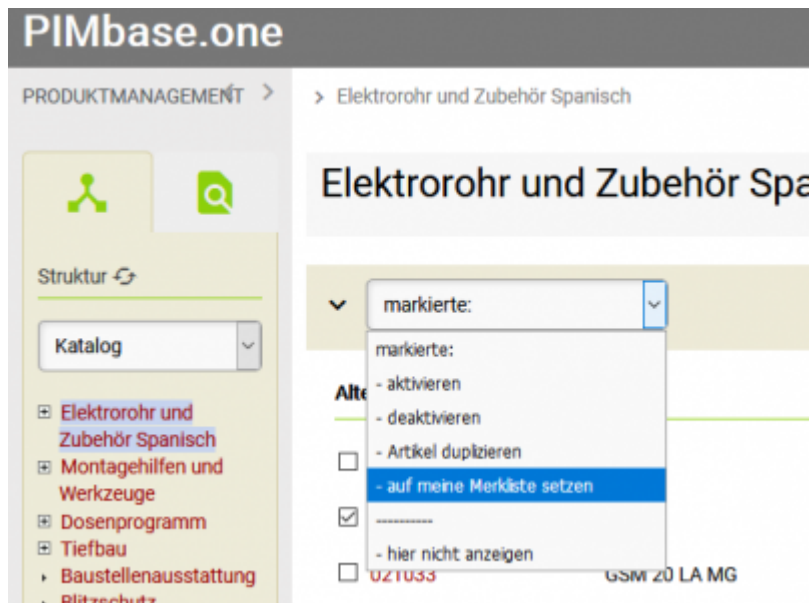 PIMbase.one
PRODUKTMANAGEMENT
> Elektrorohr und Zubehör Spanisch
Elektrorohr und Zubehör Spa
Struktur
Katalog
Elektrorohr und
Zubehör Spanisch
Montagehilfen und
Werkzeuge
Dosenprogramm
Tiefbau
Baustellenausstattung
Blitzschutz
markierte:
markierte:
- aktivieren
- deaktivieren
- Artikel duplizieren
- auf meine Merkliste setzen
----------
- hier nicht anzeigen
Alte
021033 GSM 20 LA MG